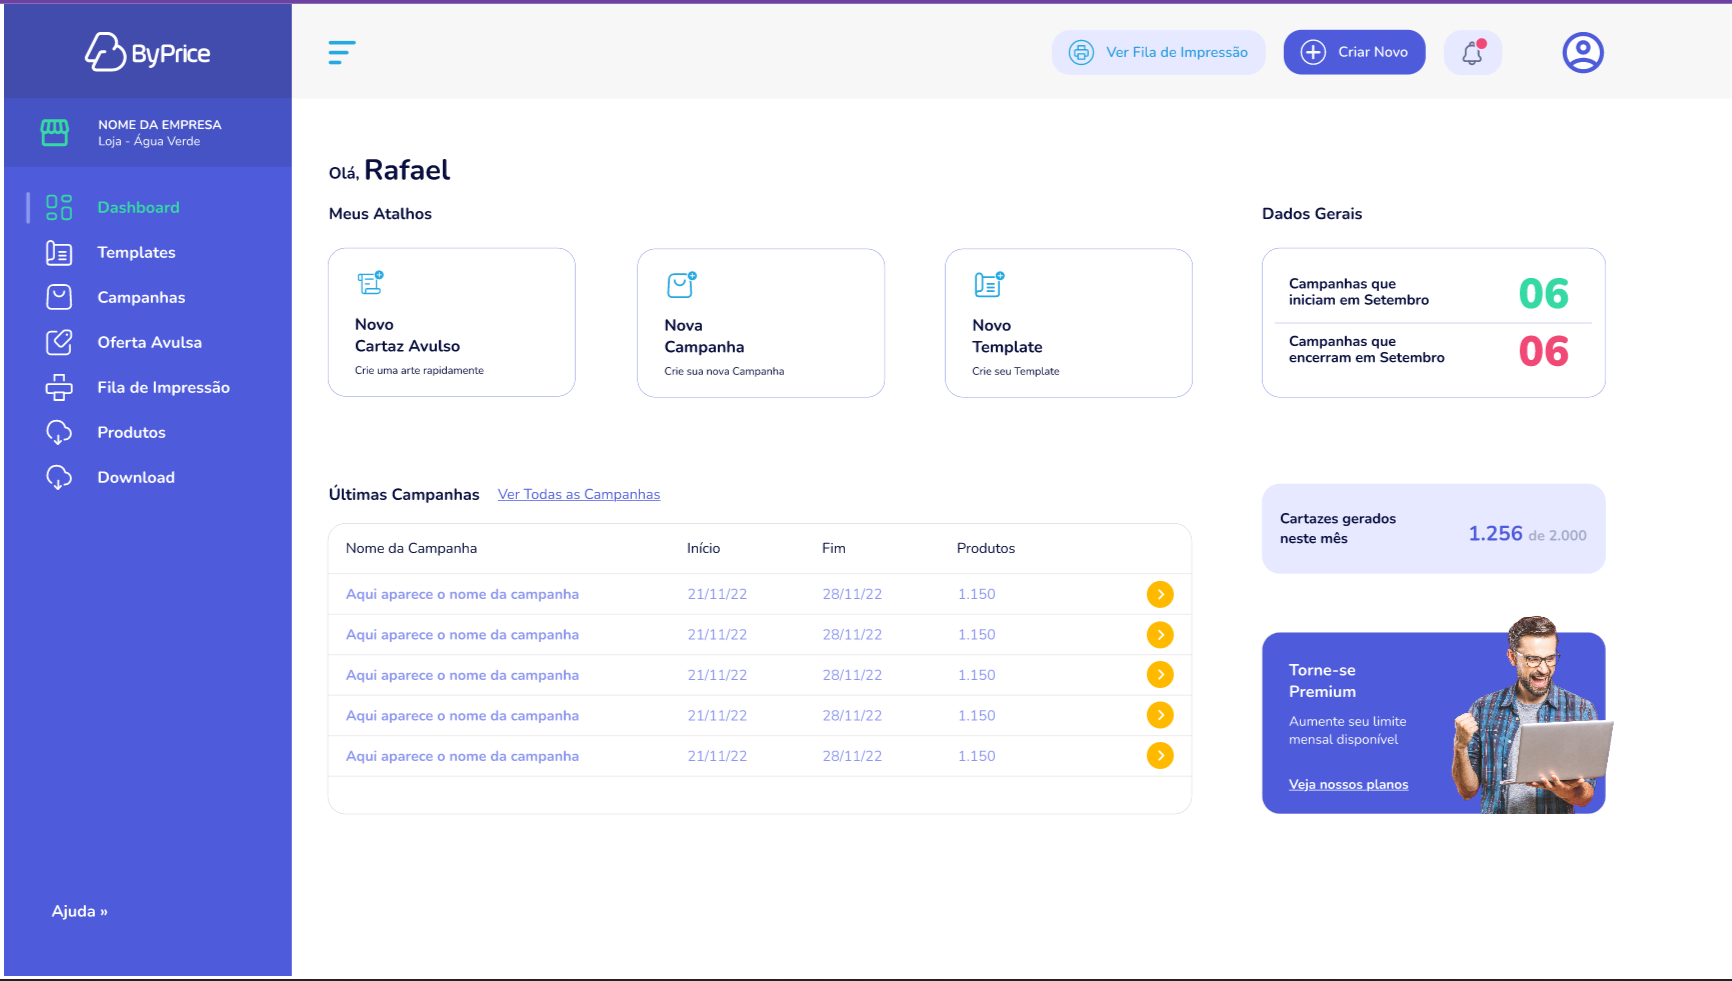 ByPrice
NOME DA EMPRESA
Loja - Água Verde
Dashboard
Templates
Campanhas
Oferta Avulsa
Fila de Impressão
Produtos
Download
Ajuda »
Ver Fila de Impressão
Criar Novo
Olá, Rafael
Meus Atalhos
Novo
Cartaz Avulso
Crie uma arte rapidamente
Nova
Campanha
Crie sua nova Campanha
Novo
Template
Crie seu Template
Dados Gerais
Campanhas que
iniciam em Setembro
06
Campanhas que
encerram em Setembro
06
Últimas Campanhas Ver Todas as Campanhas
Nome da Campanha Início Fim Produtos
Aqui aparece o nome da campanha 21/11/22 28/11/22 1.150
Aqui aparece o nome da campanha 21/11/22 28/11/22 1.150
Aqui aparece o nome da campanha 21/11/22 28/11/22 1.150
Aqui aparece o nome da campanha 21/11/22 28/11/22 1.150
Aqui aparece o nome da campanha 21/11/22 28/11/22 1.150
Cartazes gerados
neste mês
1.256 de 2.000
Torne-se
Premium
Aumente seu limite
mensal disponível
Veja nossos planos